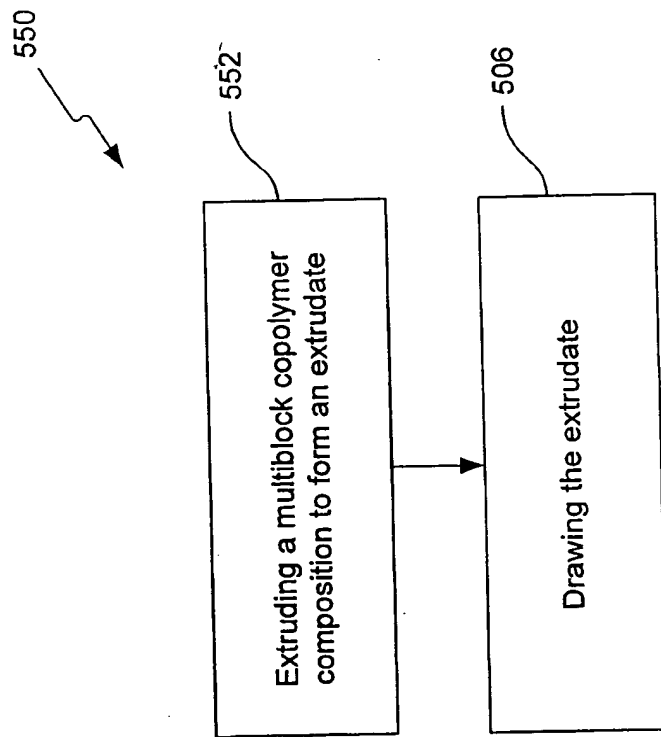 550
552
Extruding a multiblock copolymer
composition to form an extrudate
506
Drawing the extrudate